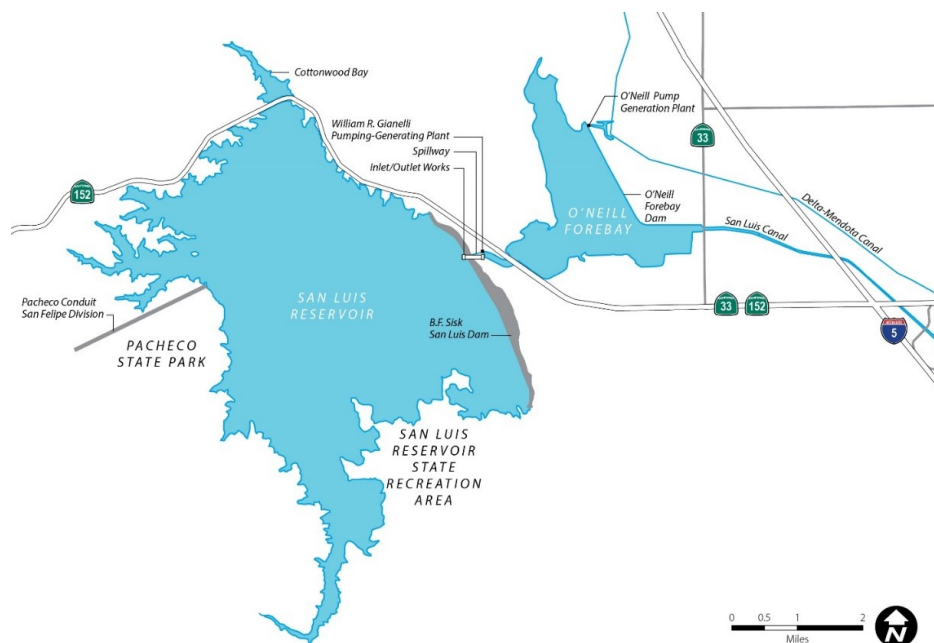 Cottonwood Bay
William R. Gianelli
Pumping-Generating Plant
Spillway
Inlet/Outlet Works
O'Neill Pump
Generation Plant
33
152
O'NEILL
FOREBAY
O'Neill
Forebay
Dam
Delta-Mendota Canal
San Luis Canal
SAN LUIS
RESERVOIR
Pacheco Conduit
San Felipe Division
PACHECO
STATE PARK
B.F. Sisk
San Luis Dam
33
152
5
SAN LUIS
RESERVOIR
STATE
RECREATION
AREA
0 0.5 1 2
Miles
N